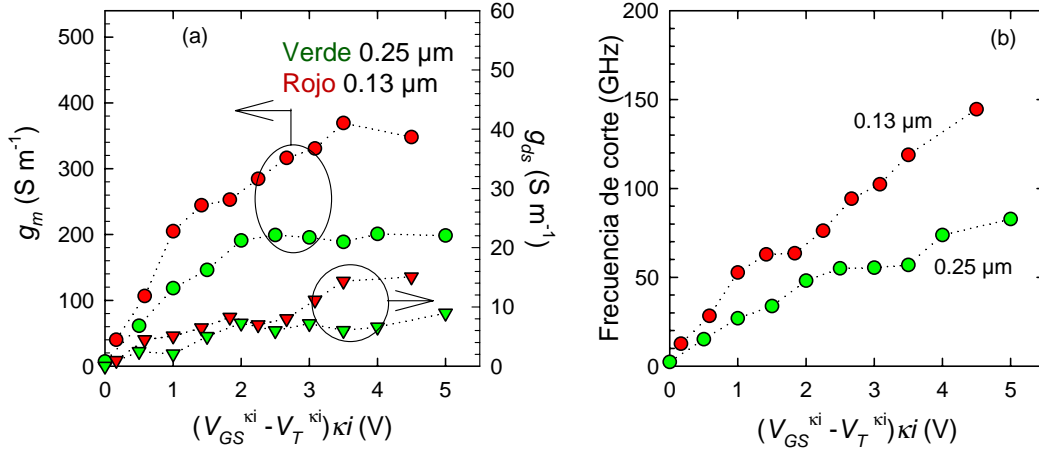 (a)
Verde 0.25 µm
Rojo 0.13 µm
500
400
300
200
100
0
g_m (S m^-1)
60
50
40
30
20
10
0
g_ds (S m^-1)
0 1 2 3 4 5
(V_GS^κi - V_T^κi)κi (V)
(b)
200
150
100
50
0
Frecuencia de corte (GHz)
0.13 µm
0.25 µm
0 1 2 3 4 5
(V_GS^κi - V_T^κi)κi (V)